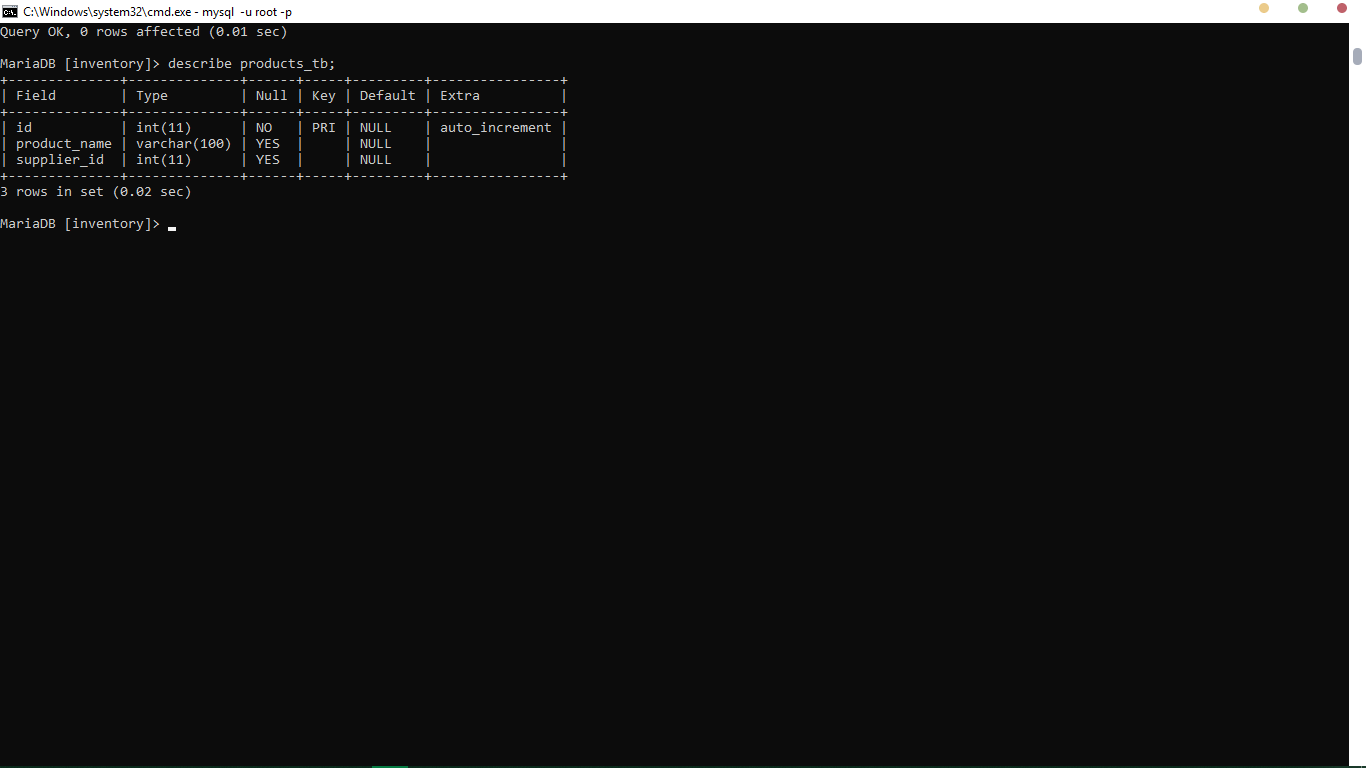 C:\Windows\system32\cmd.exe - mysql  -u root -p
Query OK, 0 rows affected (0.01 sec)
MariaDB [inventory]> describe products_tb;
+--------------+--------------+------+-----+---------+----------------+
| Field        | Type         | Null | Key | Default | Extra          |
+--------------+--------------+------+-----+---------+----------------+
| id           | int(11)      | NO   | PRI | NULL    | auto_increment |
| product_name | varchar(100) | YES  |     | NULL    |                |
| supplier_id  | int(11)      | YES  |     | NULL    |                |
+--------------+--------------+------+-----+---------+----------------+
3 rows in set (0.02 sec)
MariaDB [inventory]>